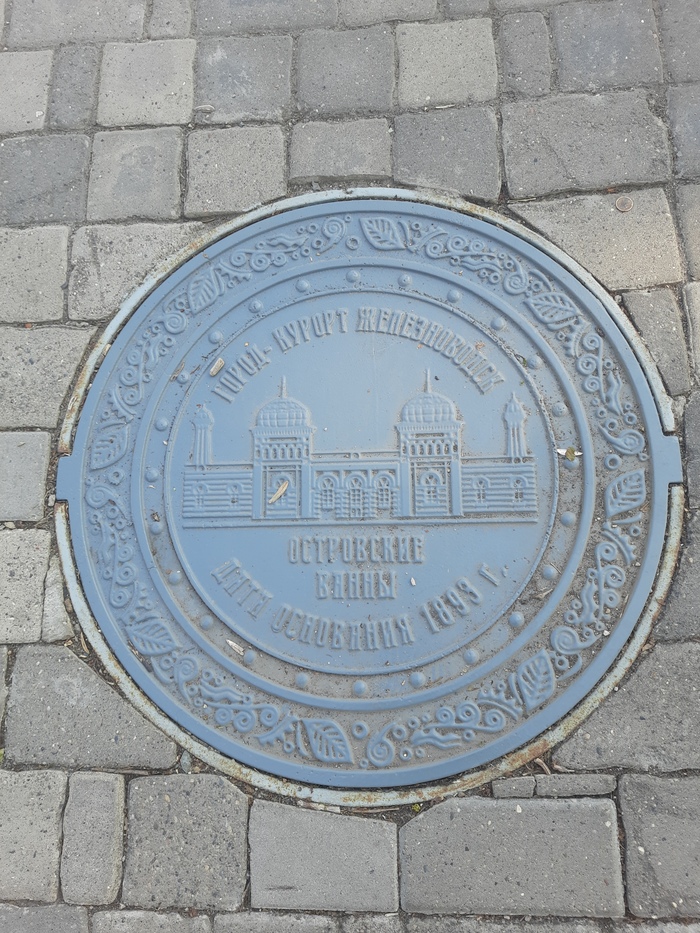 ГОРОД-КУРОРТ ЖЕЛЕЗНОВОДСК
ОСТРОВСКИЕ
ВАННЫ
ДАТА ОСНОВАНИЯ 1893 г.